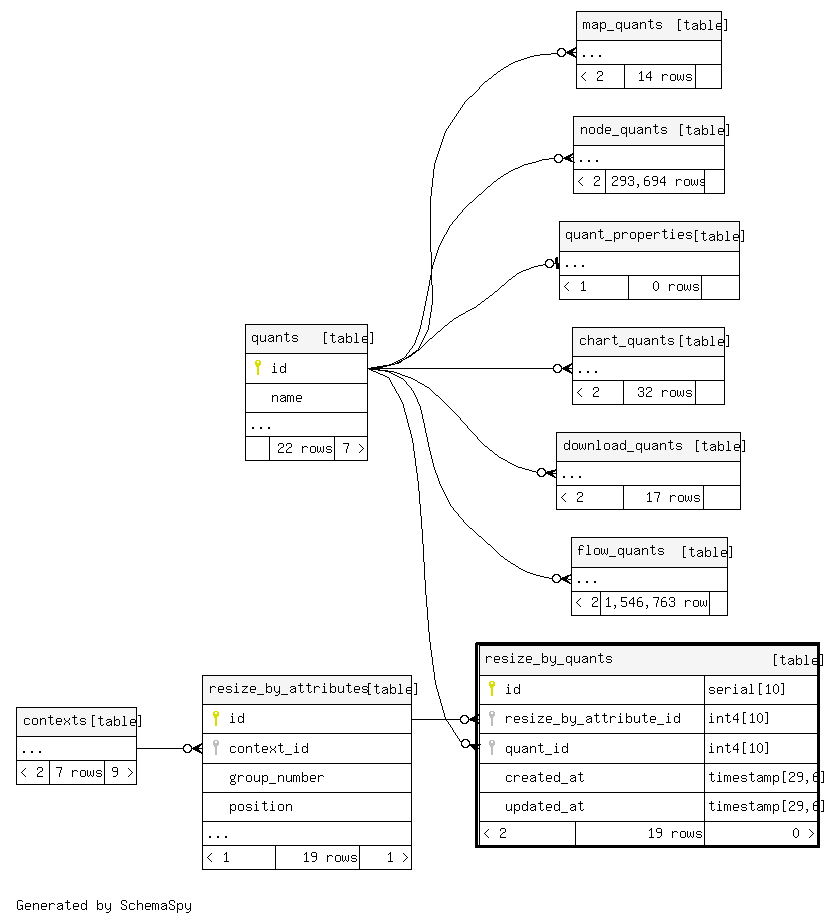 map_quants [table]
...
< 2 14 rows
node_quants [table]
...
< 2 293,694 rows
quant_properties [table]
...
< 1 0 rows
quants [table]
id
name
...
22 rows 7 >
chart_quants [table]
...
< 2 32 rows
download_quants [table]
...
< 2 17 rows
flow_quants [table]
...
< 2 1,546,763 row
resize_by_quants [table]
id serial[10]
resize_by_attribute_id int4[10]
quant_id int4[10]
created_at timestamp[29,6]
updated_at timestamp[29,6]
< 2 19 rows 0 >
resize_by_attributes [table]
id
context_id
group_number
position
...
< 1 19 rows 1 >
contexts [table]
...
< 2 7 rows 9 >
Generated by SchemaSpy